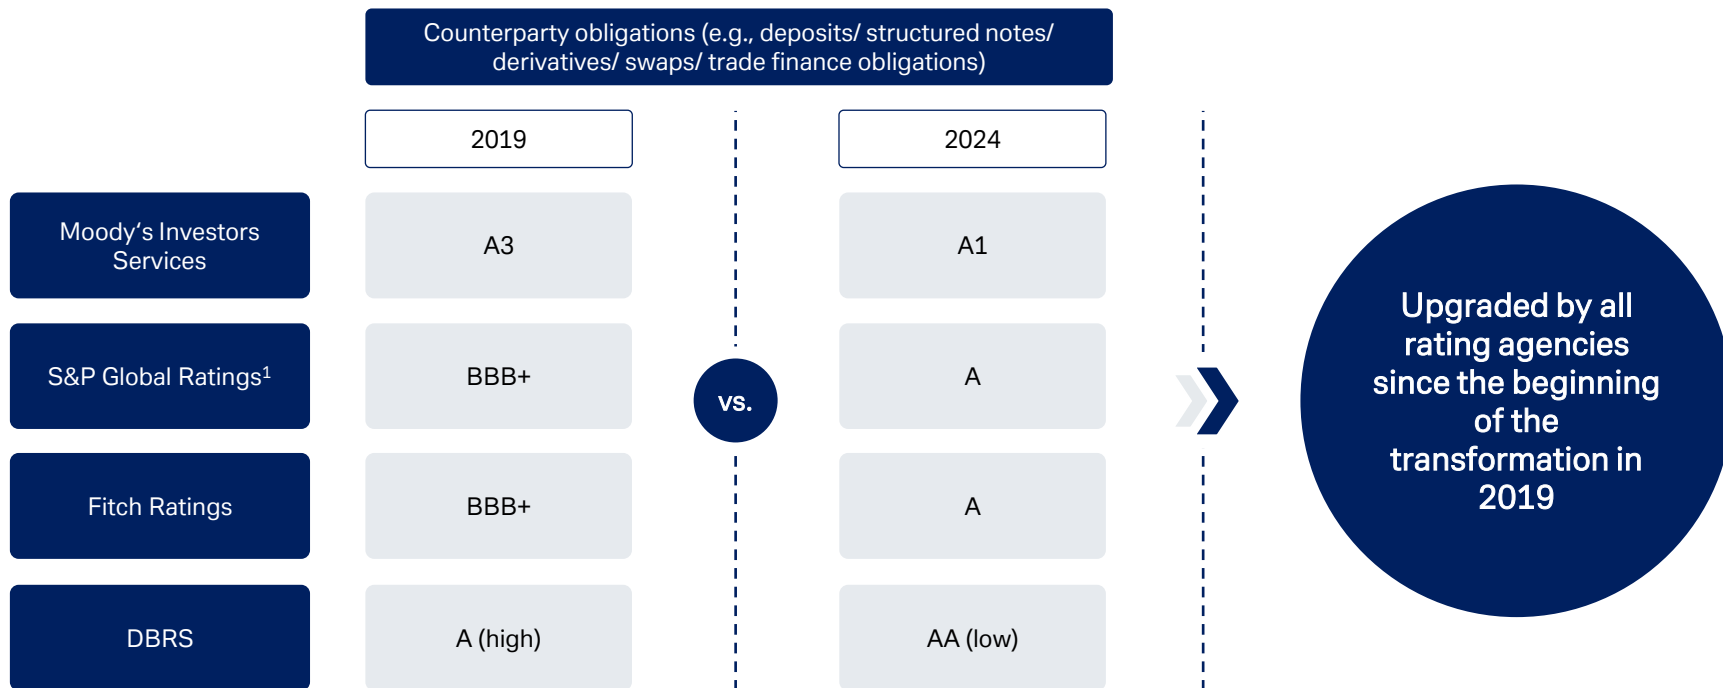 Counterparty obligations (e.g., deposits/ structured notes/
derivatives/ swaps/ trade finance obligations)
2019
2024
Moody‘s Investors
Services
A3
A1
S&P Global Ratings¹
BBB+
A
vs.
Fitch Ratings
BBB+
A
DBRS
A (high)
AA (low)
Upgraded by all
rating agencies
since the beginning
of the
transformation in
2019